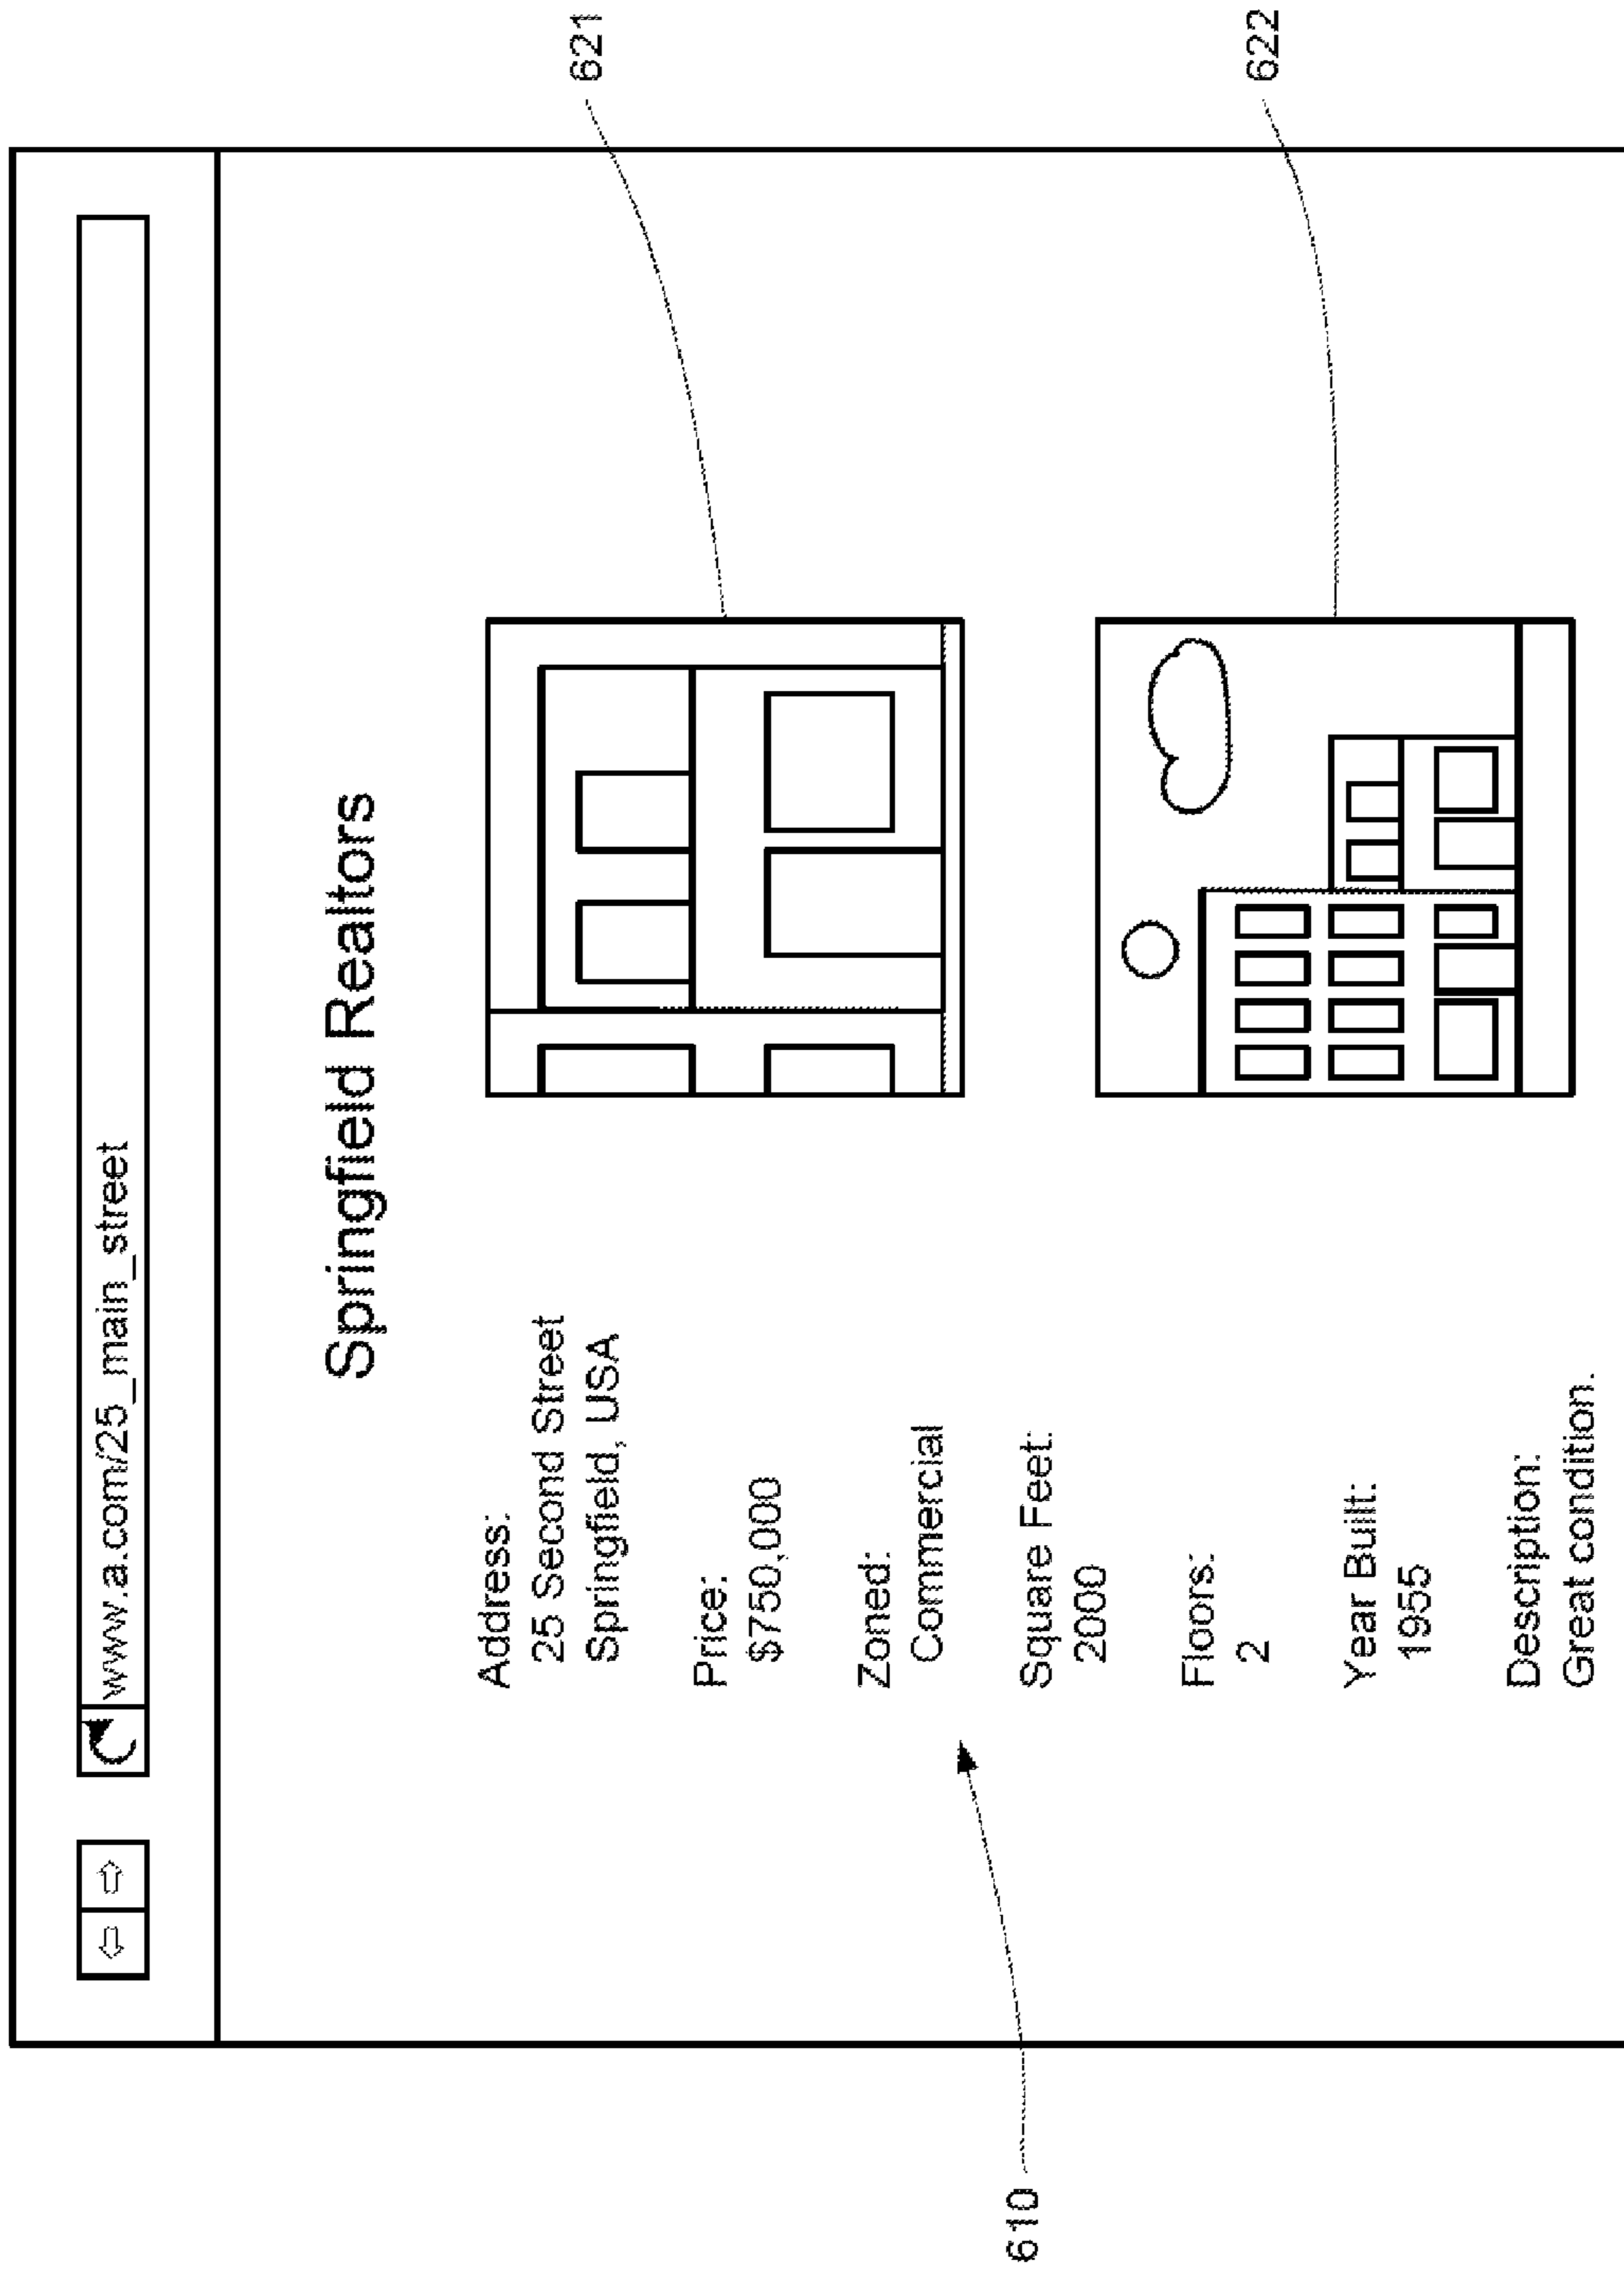 www.a.com/25_main_street
Springfield Realtors
Address:
25 Second Street
Springfield, USA
Price:
$750,000
Zoned:
Commercial
Square Feet:
2000
Floors:
2
Year Built:
1955
Description:
Great condition.
610
621
622